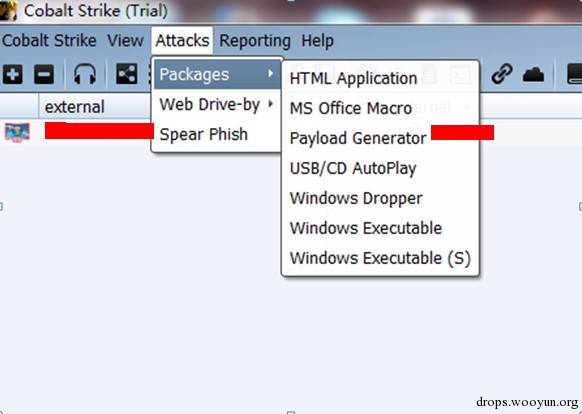 Cobalt Strike (Trial)
Cobalt Strike View Attacks Reporting Help
Packages
Web Drive-by
Spear Phish
HTML Application
MS Office Macro
Payload Generator
USB/CD AutoPlay
Windows Dropper
Windows Executable
Windows Executable (S)
external
drops.wooyun.org